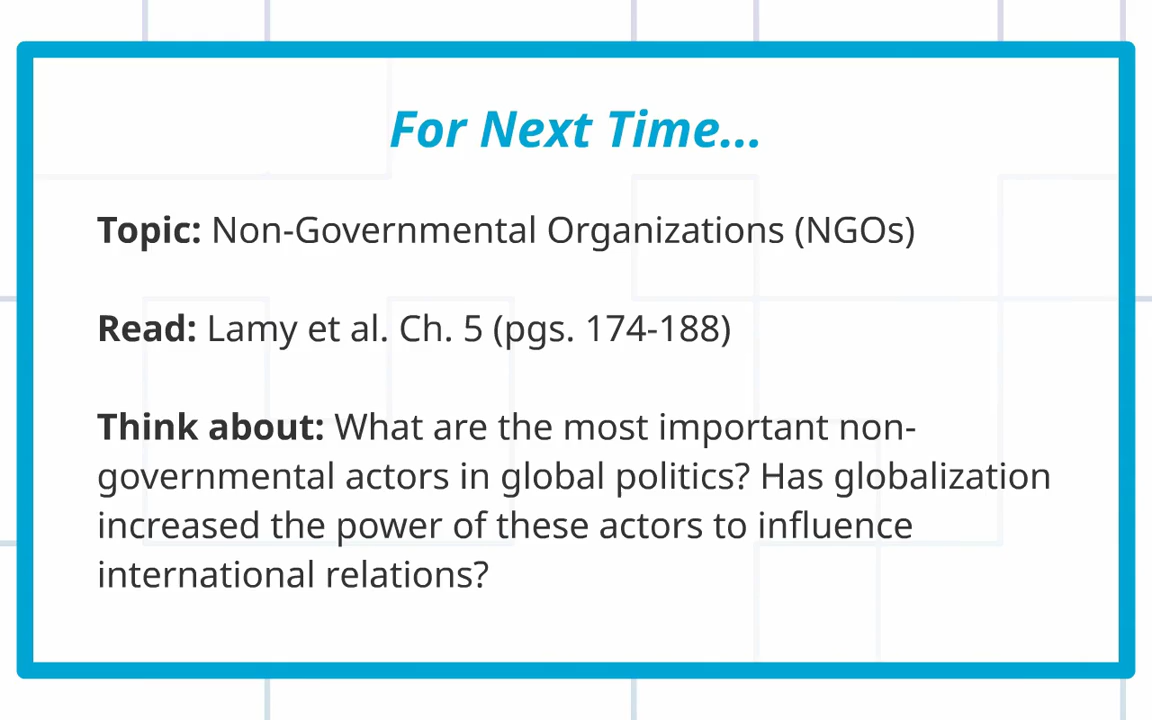 For Next Time...
Topic: Non-Governmental Organizations (NGOs)
Read: Lamy et al. Ch. 5 (pgs. 174-188)
Think about: What are the most important non-
governmental actors in global politics? Has globalization
increased the power of these actors to influence
international relations?